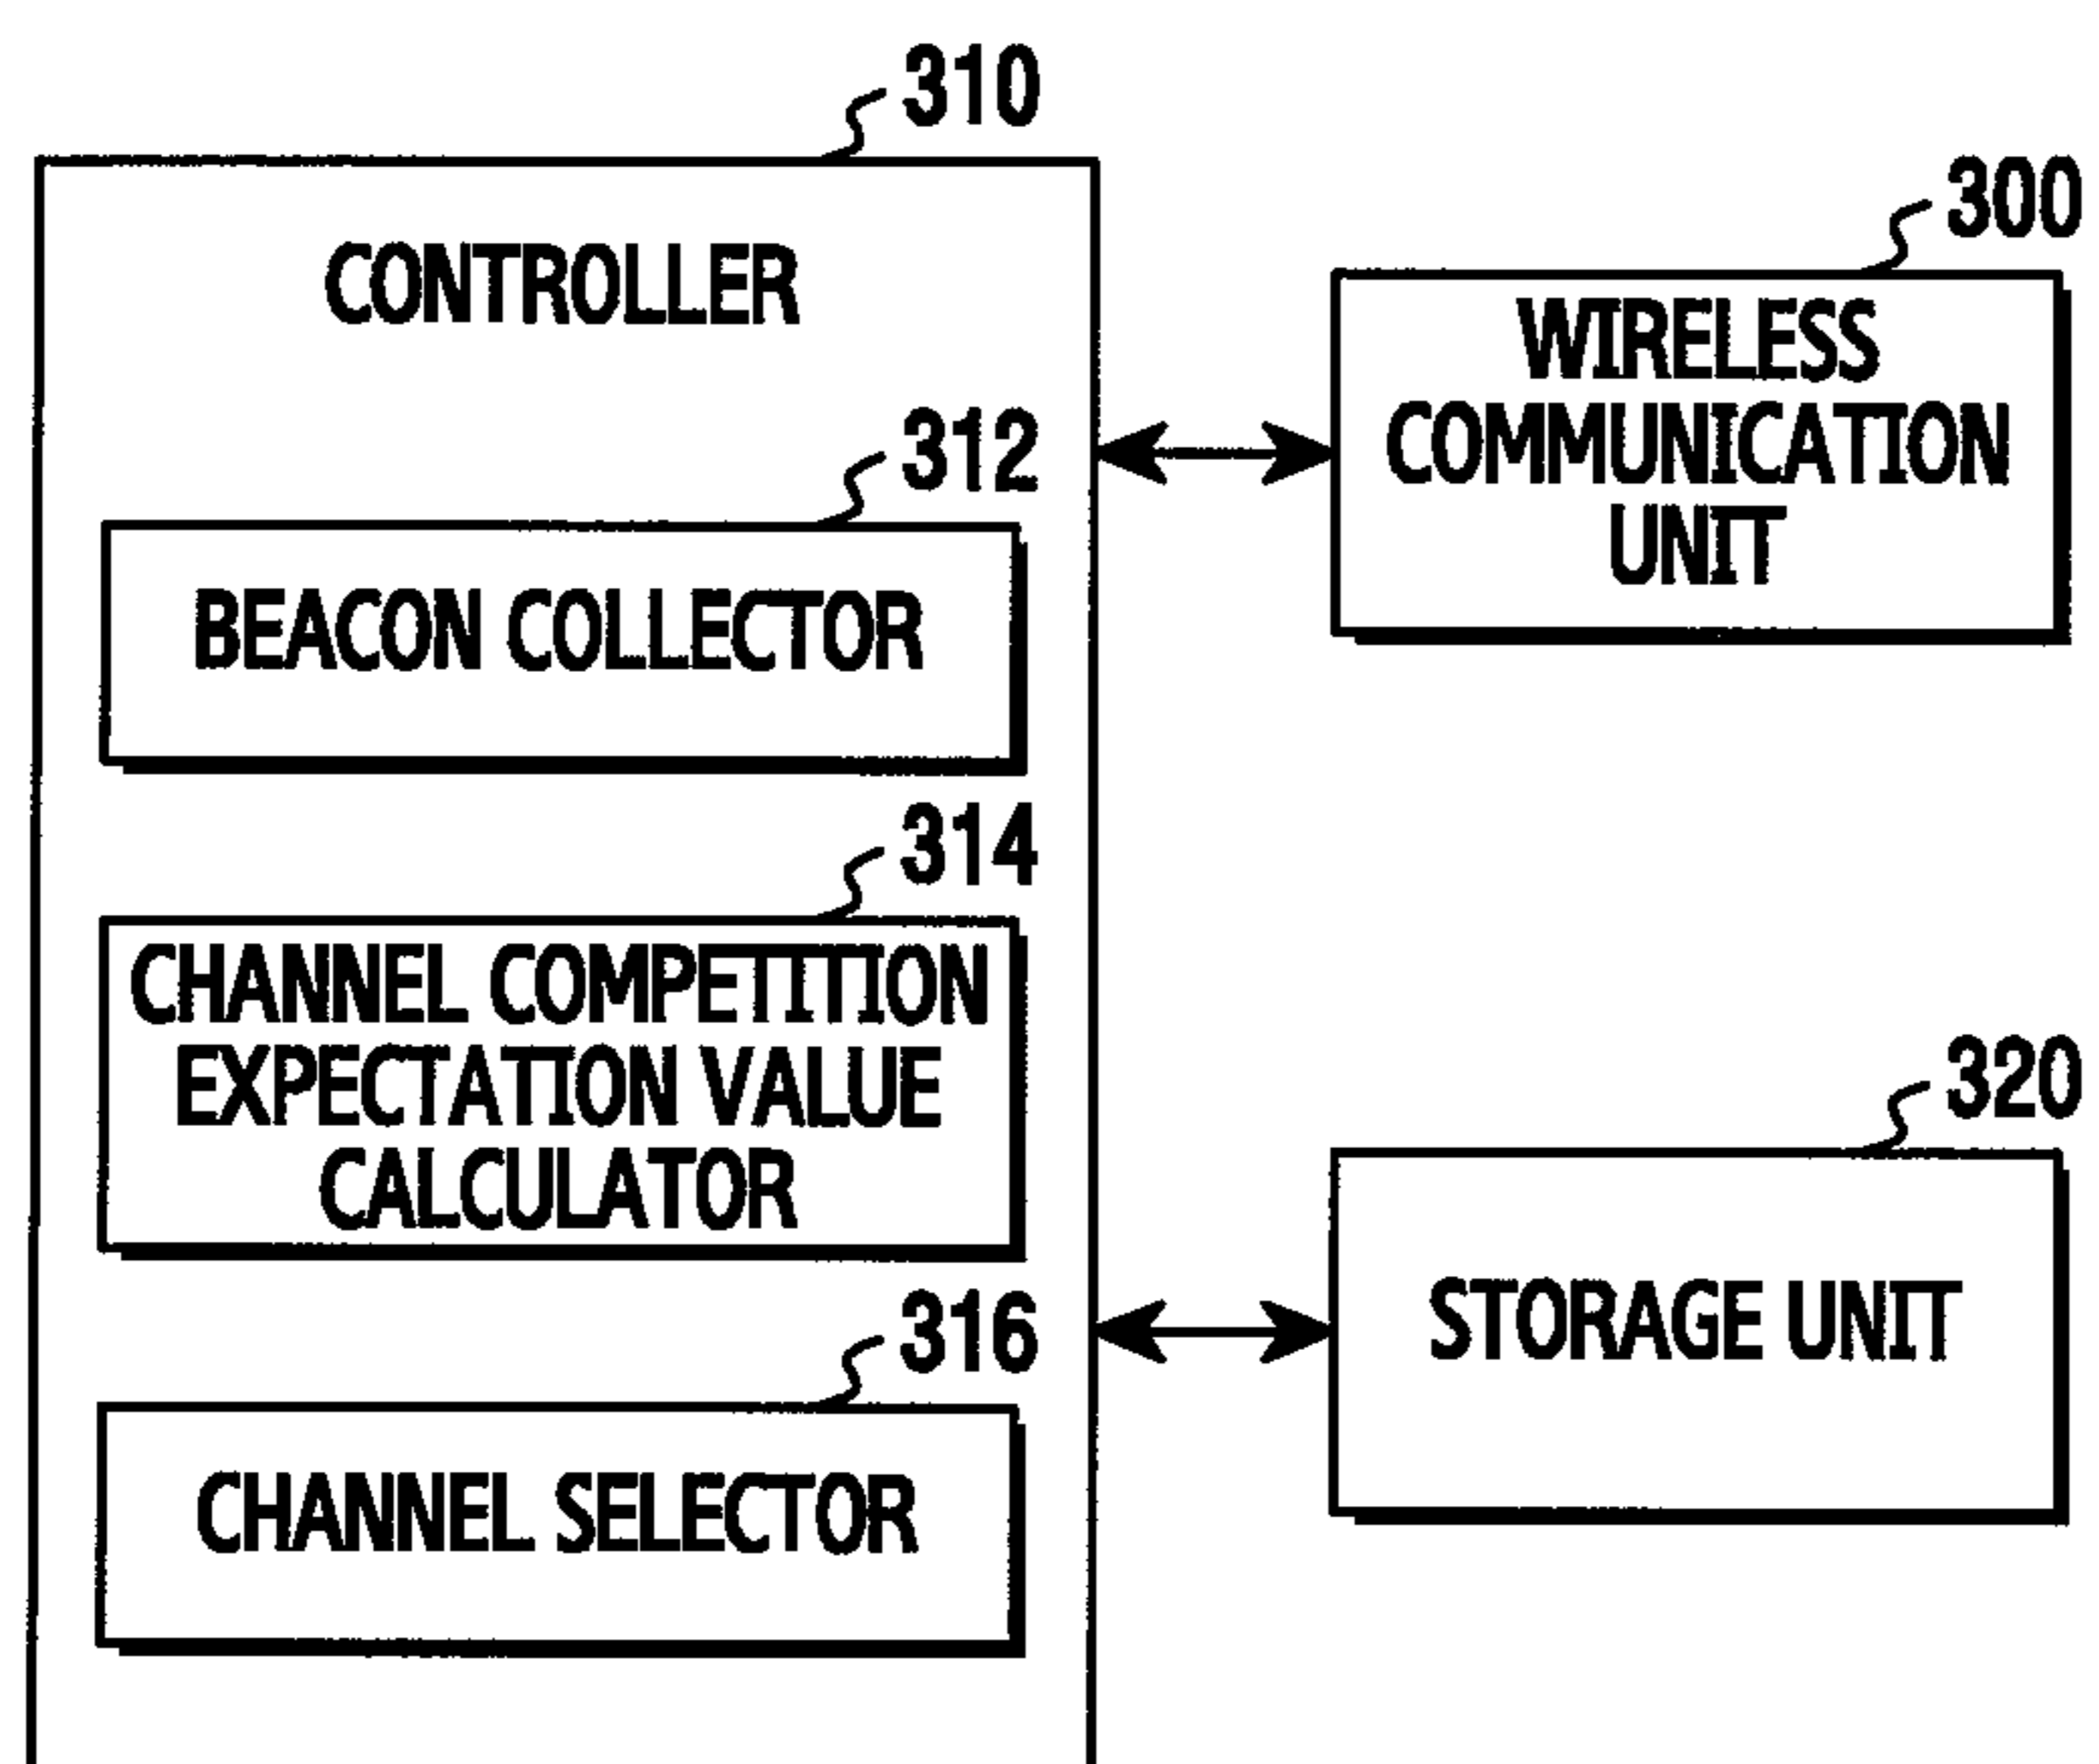 310
CONTROLLER
312
BEACON COLLECTOR
314
CHANNEL COMPETITION
EXPECTATION VALUE
CALCULATOR
316
CHANNEL SELECTOR
300
WIRELESS
COMMUNICATION
UNIT
320
STORAGE UNIT